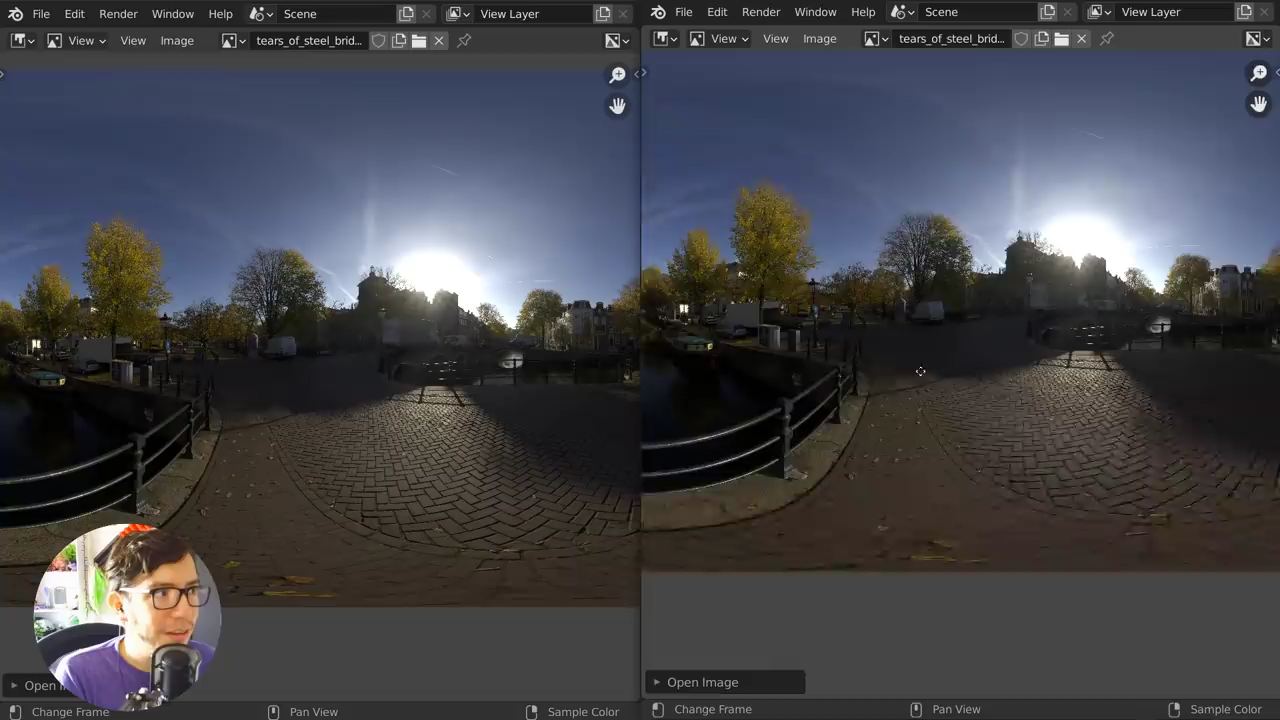 File Edit Render Window Help Scene View Layer
View View Image tears_of_steel_brid...
Open I
Change Frame Pan View Sample Color
File Edit Render Window Help Scene View Layer
View View Image tears_of_steel_brid...
Open Image
Change Frame Pan View Sample Color